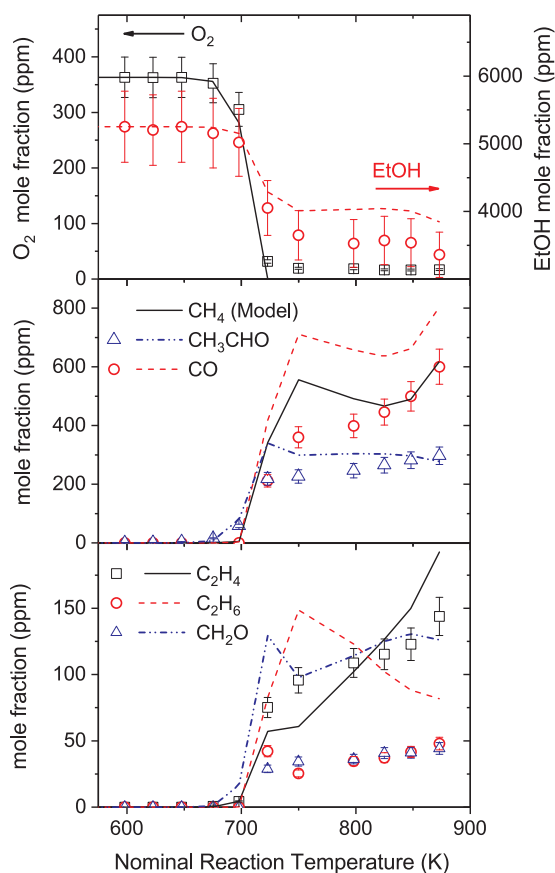 O2
EtOH
O2 mole fraction (ppm)
400
300
200
100
0
EtOH mole fraction (ppm)
6000
5000
4000
CH4 (Model)
CH3CHO
CO
mole fraction (ppm)
800
600
400
200
0
C2H4
C2H6
CH2O
mole fraction (ppm)
150
100
50
0
600
700
800
900
Nominal Reaction Temperature (K)